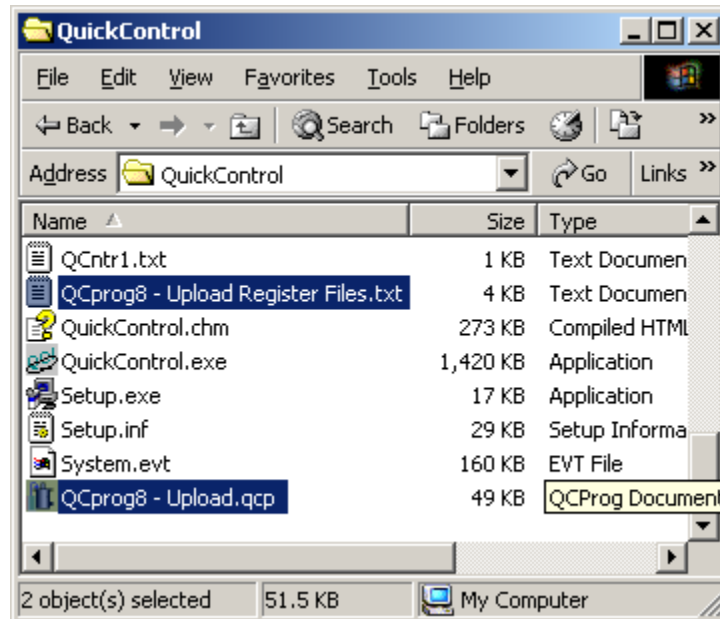 QuickControl
File Edit View Favorites Tools Help
Back Search Folders »
Address QuickControl Go Links »
Name Size Type
QCntr1.txt 1 KB Text Documen
QCprog8 - Upload Register Files.txt 4 KB Text Documen
QuickControl.chm 273 KB Compiled HTML
QuickControl.exe 1,420 KB Application
Setup.exe 17 KB Application
Setup.inf 29 KB Setup Informa
System.evt 160 KB EVT File
QCprog8 - Upload.qcp 49 KB QCProg Document
2 object(s) selected 51.5 KB My Computer